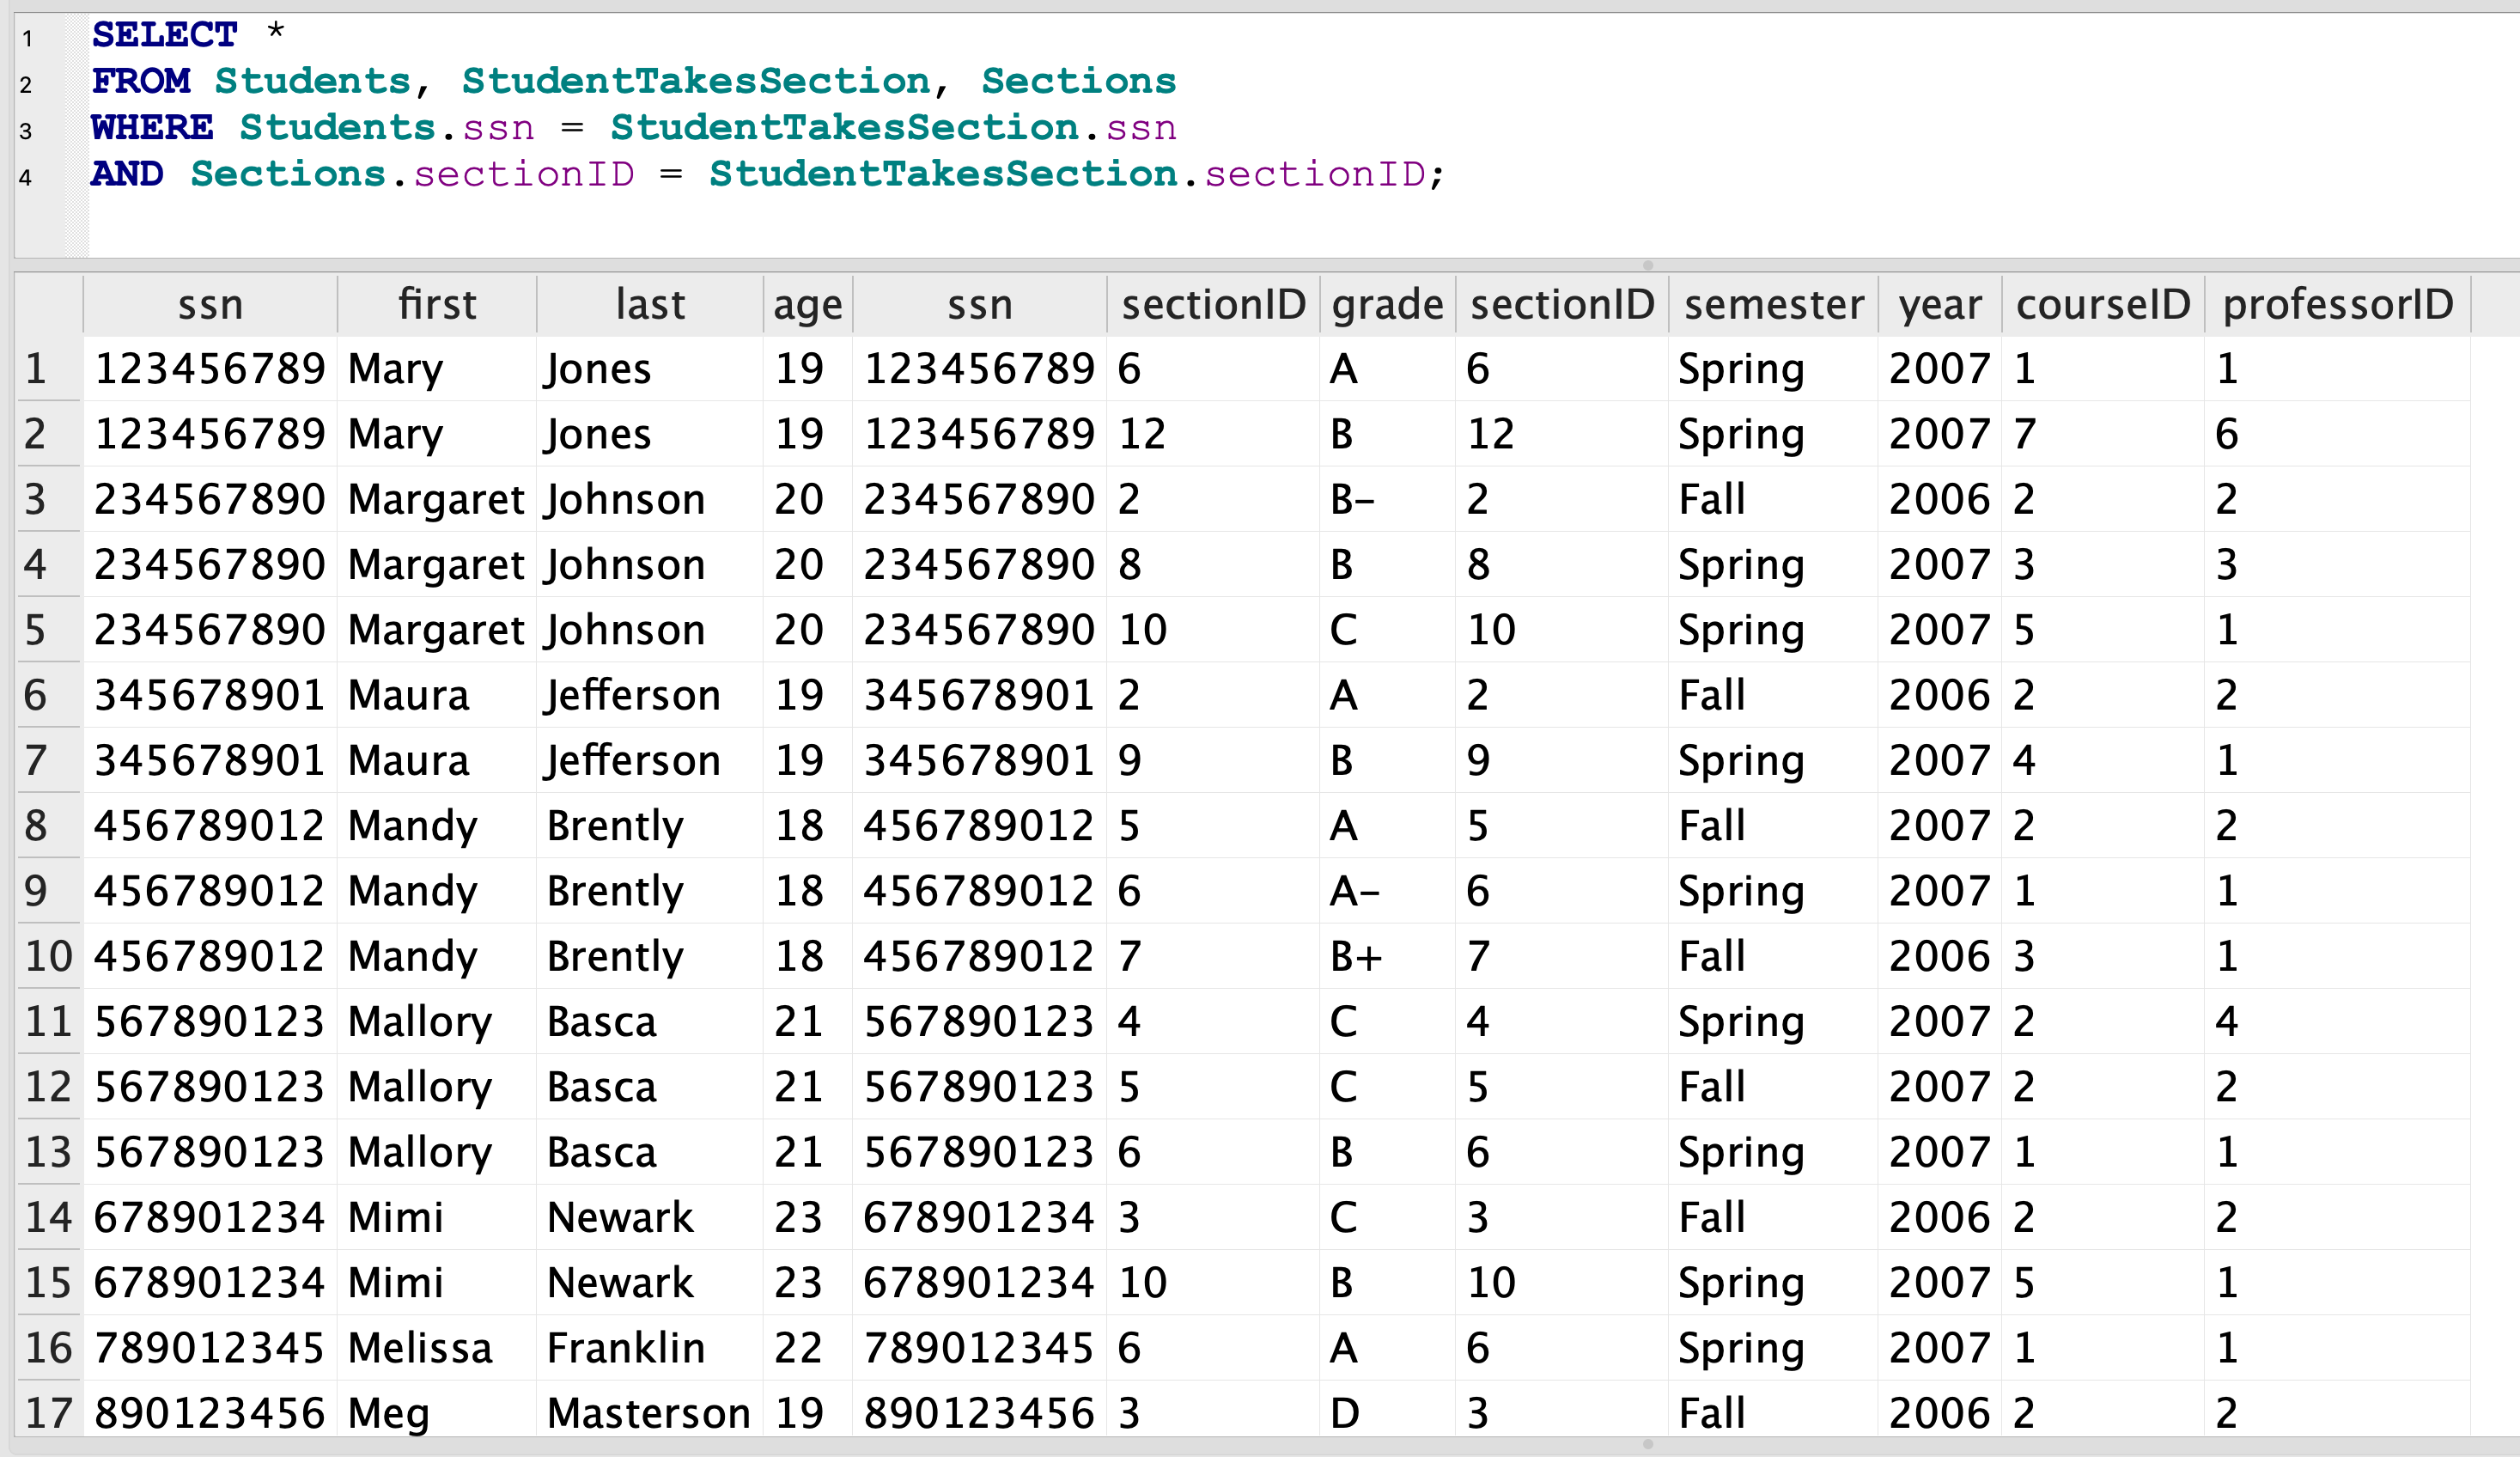 1 SELECT *
2 FROM Students, StudentTakesSection, Sections
3 WHERE Students.ssn = StudentTakesSection.ssn
4 AND Sections.sectionID = StudentTakesSection.sectionID;
ssn first last age ssn sectionID grade sectionID semester year courseID professorID
1 123456789 Mary Jones 19 123456789 6 A 6 Spring 2007 1 1
2 123456789 Mary Jones 19 123456789 12 B 12 Spring 2007 7 6
3 234567890 Margaret Johnson 20 234567890 2 B- 2 Fall 2006 2 2
4 234567890 Margaret Johnson 20 234567890 8 B 8 Spring 2007 3 3
5 234567890 Margaret Johnson 20 234567890 10 C 10 Spring 2007 5 1
6 345678901 Maura Jefferson 19 345678901 2 A 2 Fall 2006 2 2
7 345678901 Maura Jefferson 19 345678901 9 B 9 Spring 2007 4 1
8 456789012 Mandy Brently 18 456789012 5 A 5 Fall 2007 2 2
9 456789012 Mandy Brently 18 456789012 6 A- 6 Spring 2007 1 1
10 456789012 Mandy Brently 18 456789012 7 B+ 7 Fall 2006 3 1
11 567890123 Mallory Basca 21 567890123 4 C 4 Spring 2007 2 4
12 567890123 Mallory Basca 21 567890123 5 C 5 Fall 2007 2 2
13 567890123 Mallory Basca 21 567890123 6 B 6 Spring 2007 1 1
14 678901234 Mimi Newark 23 678901234 3 C 3 Fall 2006 2 2
15 678901234 Mimi Newark 23 678901234 10 B 10 Spring 2007 5 1
16 789012345 Melissa Franklin 22 789012345 6 A 6 Spring 2007 1 1
17 890123456 Meg Masterson 19 890123456 3 D 3 Fall 2006 2 2